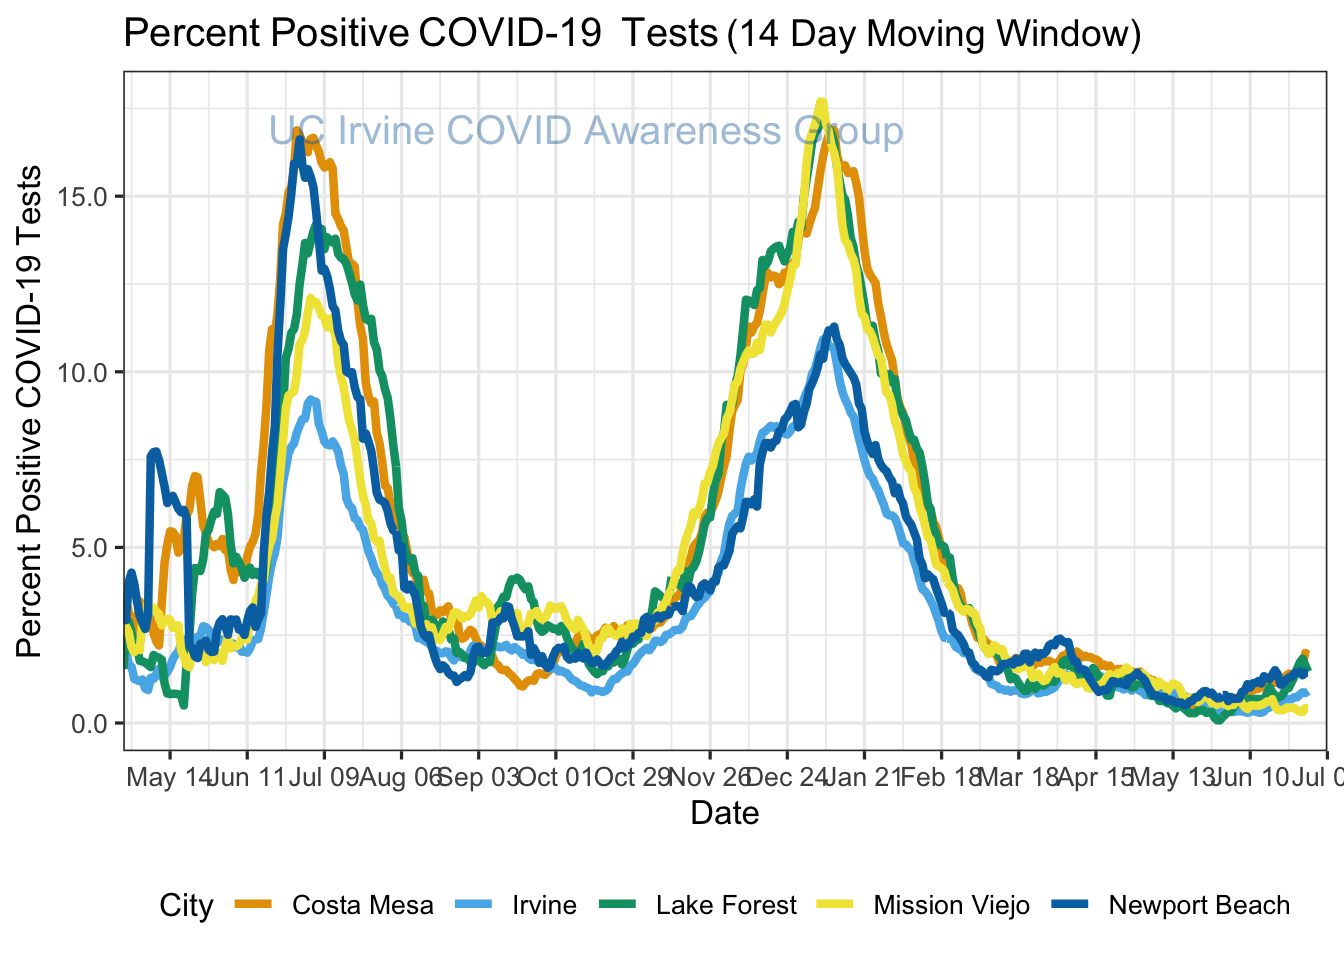 Percent Positive COVID-19 Tests (14 Day Moving Window)
UC Irvine COVID Awareness Group
Percent Positive COVID-19 Tests
15.0
10.0
5.0
0.0
May 14 Jun 11 Jul 09 Aug 06 Sep 03 Oct 01 Oct 29 Nov 26 Dec 24 Jan 21 Feb 18 Mar 18 Apr 15 May 13 Jun 10 Jul 0
Date
City Costa Mesa Irvine Lake Forest Mission Viejo Newport Beach